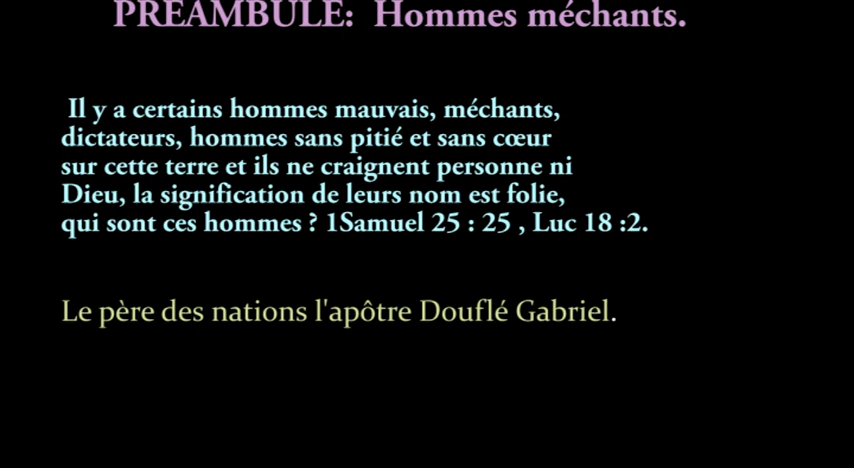 PRÉAMBULE: Hommes méchants.
Il y a certains hommes mauvais, méchants,
dictateurs, hommes sans pitié et sans cœur
sur cette terre et ils ne craignent personne ni
Dieu, la signification de leurs nom est folie,
qui sont ces hommes ? 1Samuel 25 : 25 , Luc 18 :2.
Le père des nations l'apôtre Douflé Gabriel.